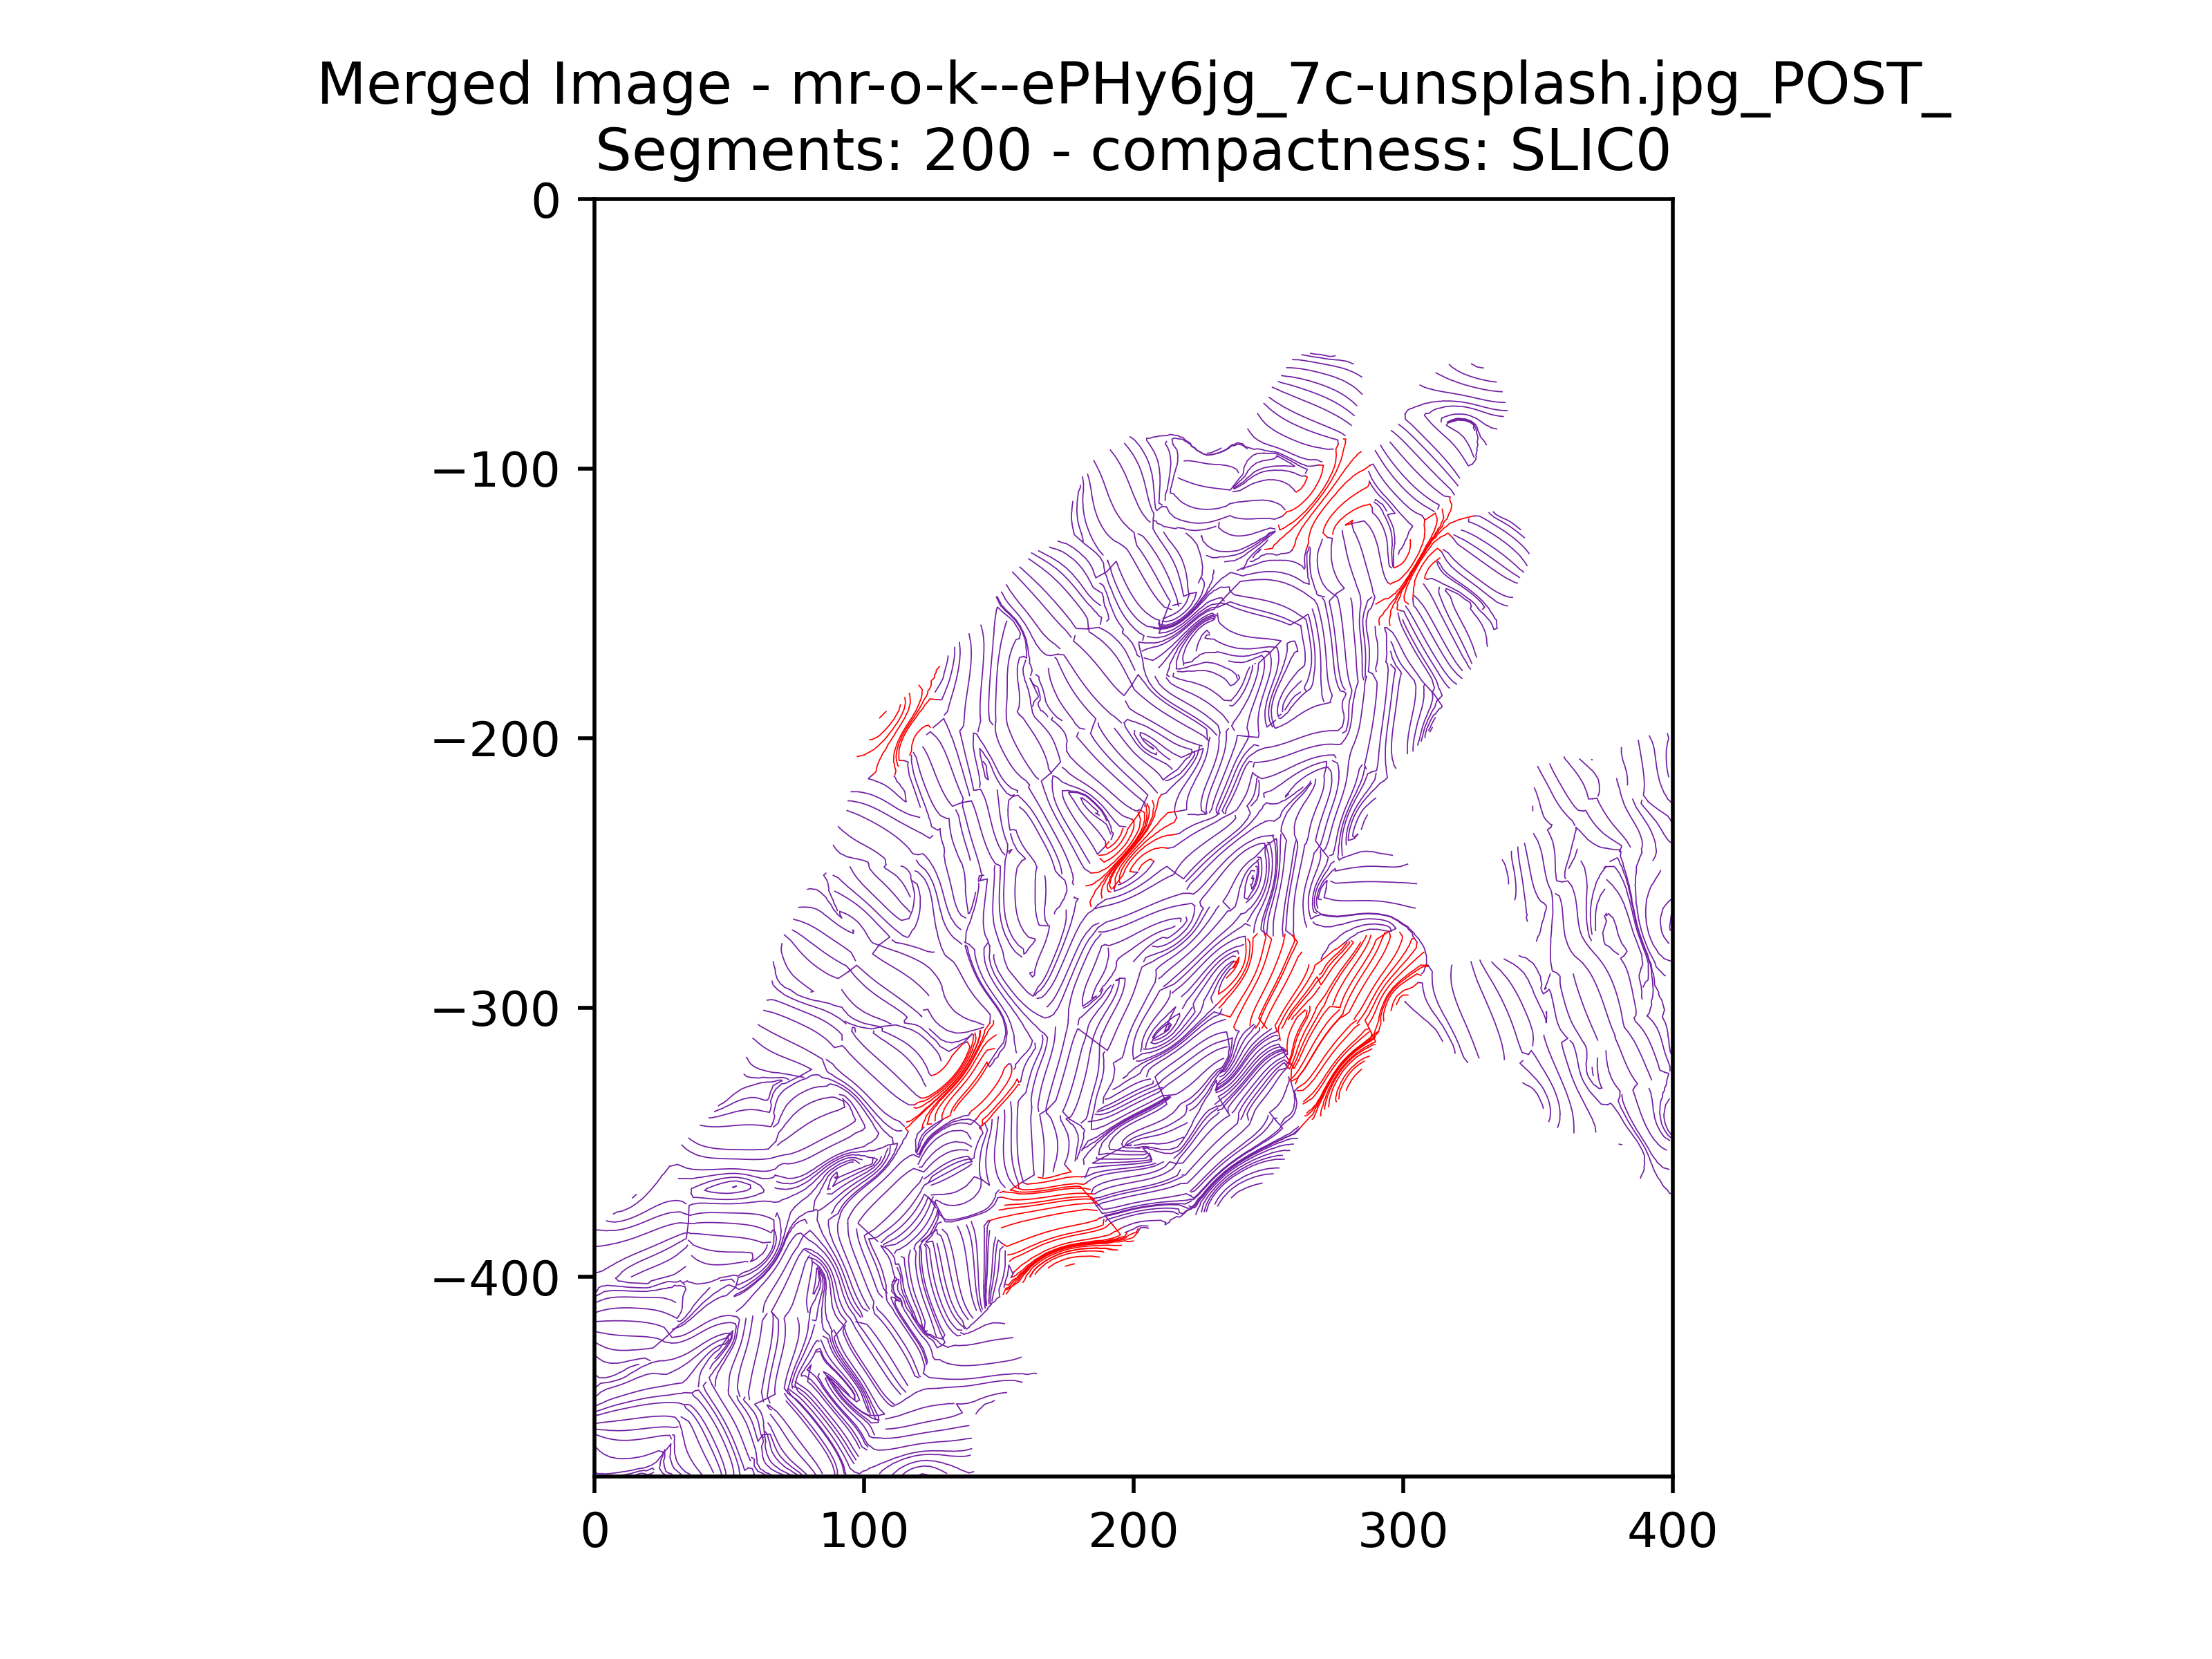 Merged Image - mr-o-k--ePHy6jg_7c-unsplash.jpg_POST_
Segments: 200 - compactness: SLIC0
0
−100
−200
−300
−400
0 100 200 300 400